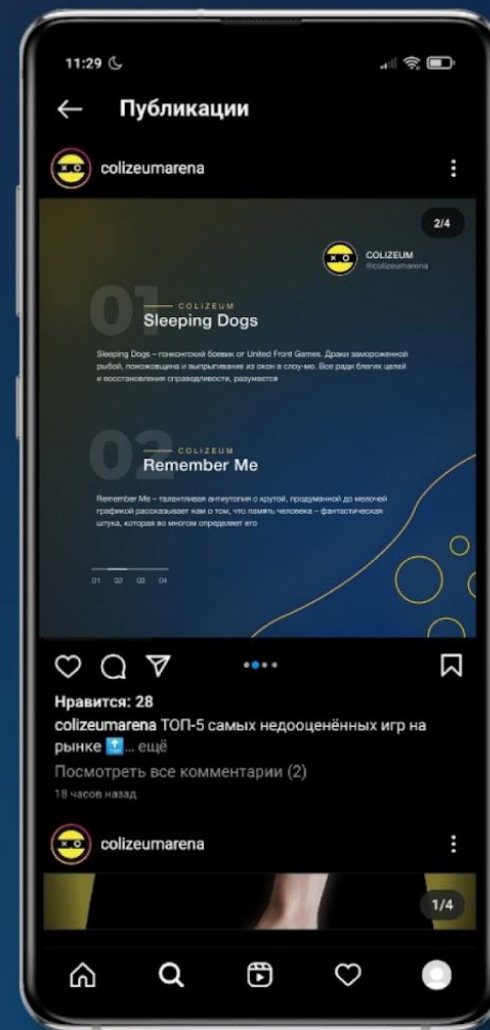 11:29
Публикации
colizeumarena
2/4
COLIZEUM
@colizeumarena
01
COLIZEUM
Sleeping Dogs
Sleeping Dogs – гонконгский боевик от United Front Games. Драки замороженной
рыбой, поножовщина и выпрыгивание из окон в слоу-мо. Все ради благих целей
и восстановления справедливости, разумеется
02
COLIZEUM
Remember Me
Remember Me – талантливая антиутопия с крутой, продуманной до мелочей
графикой рассказывает нам о том, что память человека – фантастическая
штука, которая во многом определяет его
01 02 03 04
Нравится: 28
colizeumarena ТОП-5 самых недооценённых игр на
рынке ... ещё
Посмотреть все комментарии (2)
18 часов назад
colizeumarena
1/4